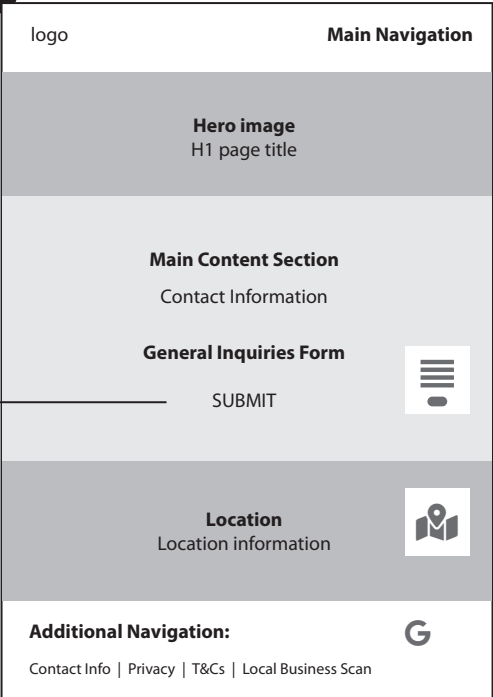 logo
Main Navigation
Hero image
H1 page title
Main Content Section
Contact Information
General Inquiries Form
SUBMIT
Location
Location information
Additional Navigation:
G
Contact Info | Privacy | T&Cs | Local Business Scan